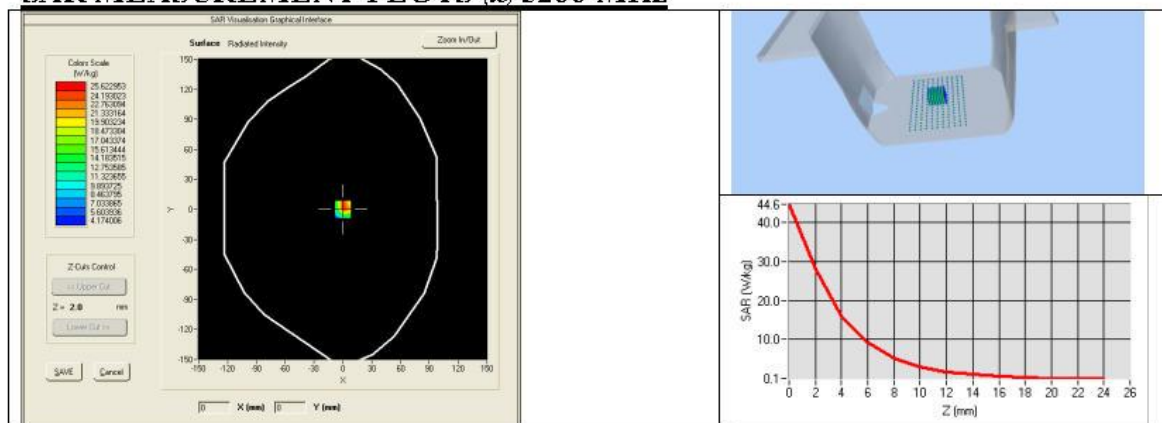 SAR MEASUREMENT PLOTS @ 5200 MHz
SAR Visualisation Graphical Interface
Surface Radiated Intensity
Zoom In/Out
Colors Scale
(W/kg)
25.622953
24.193023
22.763094
21.333164
19.903234
18.473304
17.043374
15.613444
14.183515
12.753585
11.323655
9.893725
8.463795
7.033865
5.603936
4.174006
Z-Cuts Control
<< Upper Cut
Z = 2.0 mm
Lower Cut >>
SAVE Cancel
150
120
90
60
30
Y 0
-30
-60
-90
-120
-150
-150 -120 -90 -60 -30 0 30 60 90 120 150
X
0 X (mm) 0 Y (mm)
44.6
40.0
30.0
20.0
10.0
0.1
SAR (W/kg)
0 2 4 6 8 10 12 14 16 18 20 22 24 26
Z (mm)